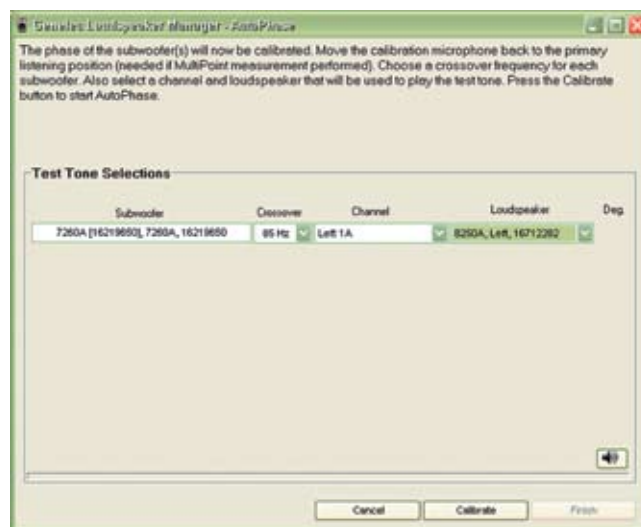 Genelec Loudspeaker Manager - AutoPhase
The phase of the subwoofer(s) will now be calibrated. Move the calibration microphone back to the primary
listening position (needed if MultiPoint measurement performed). Choose a crossover frequency for each
subwoofer. Also select a channel and loudspeaker that will be used to play the test tone. Press the Calibrate
button to start AutoPhase.
Test Tone Selections
Subwoofer Crossover Channel Loudspeaker Deg
7260A [16219650], 7260A, 16219650 85 Hz Left 1A 8250A, Left, 16712282
Cancel Calibrate Finish